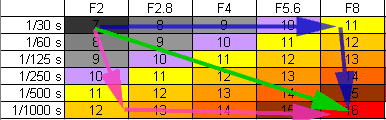 F2 F2.8 F4 F5.6 F8
1/30 s 7 8 9 10 11
1/60 s 8 9 10 11 12
1/125 s 9 10 11 12 13
1/250 s 10 11 12 13 14
1/500 s 11 12 13 14 15
1/1000 s 12 13 14 15 16